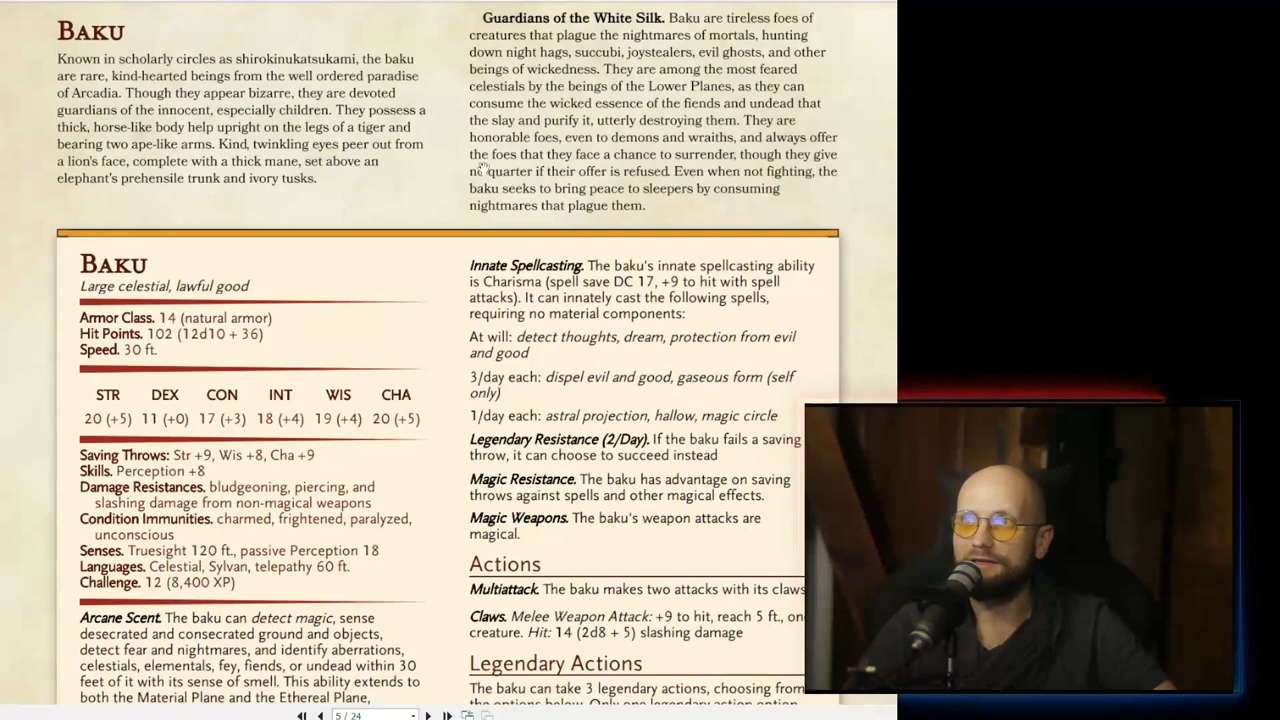 Baku
Known in scholarly circles as shirokinukatsukami, the baku
are rare, kind-hearted beings from the well ordered paradise
of Arcadia. Though they appear bizarre, they are devoted
guardians of the innocent, especially children. They possess a
thick, horse-like body help upright on the legs of a tiger and
bearing two ape-like arms. Kind, twinkling eyes peer out from
a lion's face, complete with a thick mane, set above an
elephant's prehensile trunk and ivory tusks.
Guardians of the White Silk. Baku are tireless foes of
creatures that plague the nightmares of mortals, hunting
down night hags, succubi, joystealers, evil ghosts, and other
beings of wickedness. They are among the most feared
celestials by the beings of the Lower Planes, as they can
consume the wicked essence of the fiends and undead that
the slay and purify it, utterly destroying them. They are
honorable foes, even to demons and wraiths, and always offer
the foes that they face a chance to surrender, though they give
no quarter if their offer is refused. Even when not fighting, the
baku seeks to bring peace to sleepers by consuming
nightmares that plague them.
Baku
Large celestial, lawful good
Armor Class. 14 (natural armor)
Hit Points. 102 (12d10 + 36)
Speed. 30 ft.
STR DEX CON INT WIS CHA
20 (+5) 11 (+0) 17 (+3) 18 (+4) 19 (+4) 20 (+5)
Saving Throws: Str +9, Wis +8, Cha +9
Skills. Perception +8
Damage Resistances. bludgeoning, piercing, and
slashing damage from non-magical weapons
Condition Immunities. charmed, frightened, paralyzed,
unconscious
Senses. Truesight 120 ft., passive Perception 18
Languages. Celestial, Sylvan, telepathy 60 ft.
Challenge. 12 (8,400 XP)
Arcane Scent. The baku can detect magic, sense
desecrated and consecrated ground and objects,
detect fear and nightmares, and identify aberrations,
celestials, elementals, fey, fiends, or undead within 30
feet of it with its sense of smell. This ability extends to
both the Material Plane and the Ethereal Plane,
Innate Spellcasting. The baku's innate spellcasting ability
is Charisma (spell save DC 17, +9 to hit with spell
attacks). It can innately cast the following spells,
requiring no material components:
At will: detect thoughts, dream, protection from evil
and good
3/day each: dispel evil and good, gaseous form (self
only)
1/day each: astral projection, hallow, magic circle
Legendary Resistance (2/Day). If the baku fails a saving
throw, it can choose to succeed instead
Magic Resistance. The baku has advantage on saving
throws against spells and other magical effects.
Magic Weapons. The baku's weapon attacks are
magical.
Actions
Multiattack. The baku makes two attacks with its claws
Claws. Melee Weapon Attack: +9 to hit, reach 5 ft., on
creature. Hit: 14 (2d8 + 5) slashing damage
Legendary Actions
The baku can take 3 legendary actions, choosing from
the options below. Only one legendary action option
5 / 24